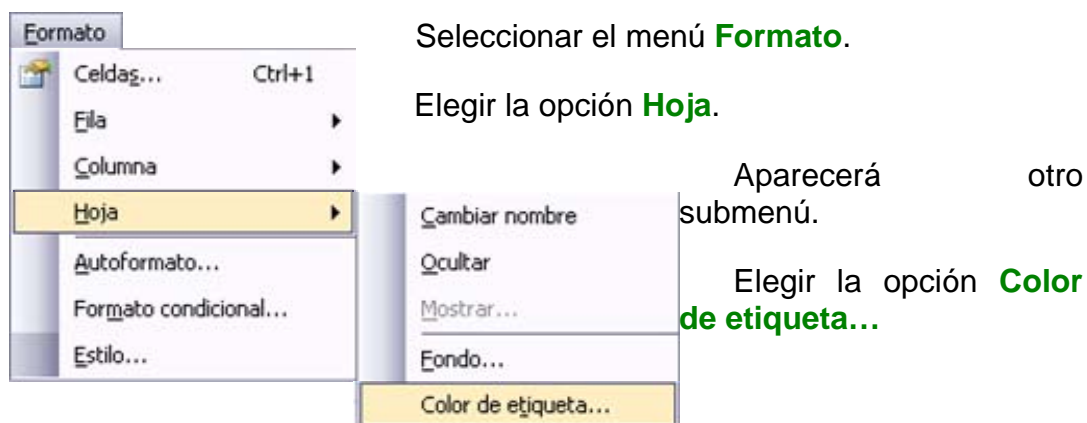 Formato
Celdas... Ctrl+1
Fila
Columna
Hoja
Autoformato...
Formato condicional...
Estilo...
Cambiar nombre
Ocultar
Mostrar...
Fondo...
Color de etiqueta...
Seleccionar el menú Formato.
Elegir la opción Hoja.
Aparecerá otro
submenú.
Elegir la opción Color
de etiqueta…